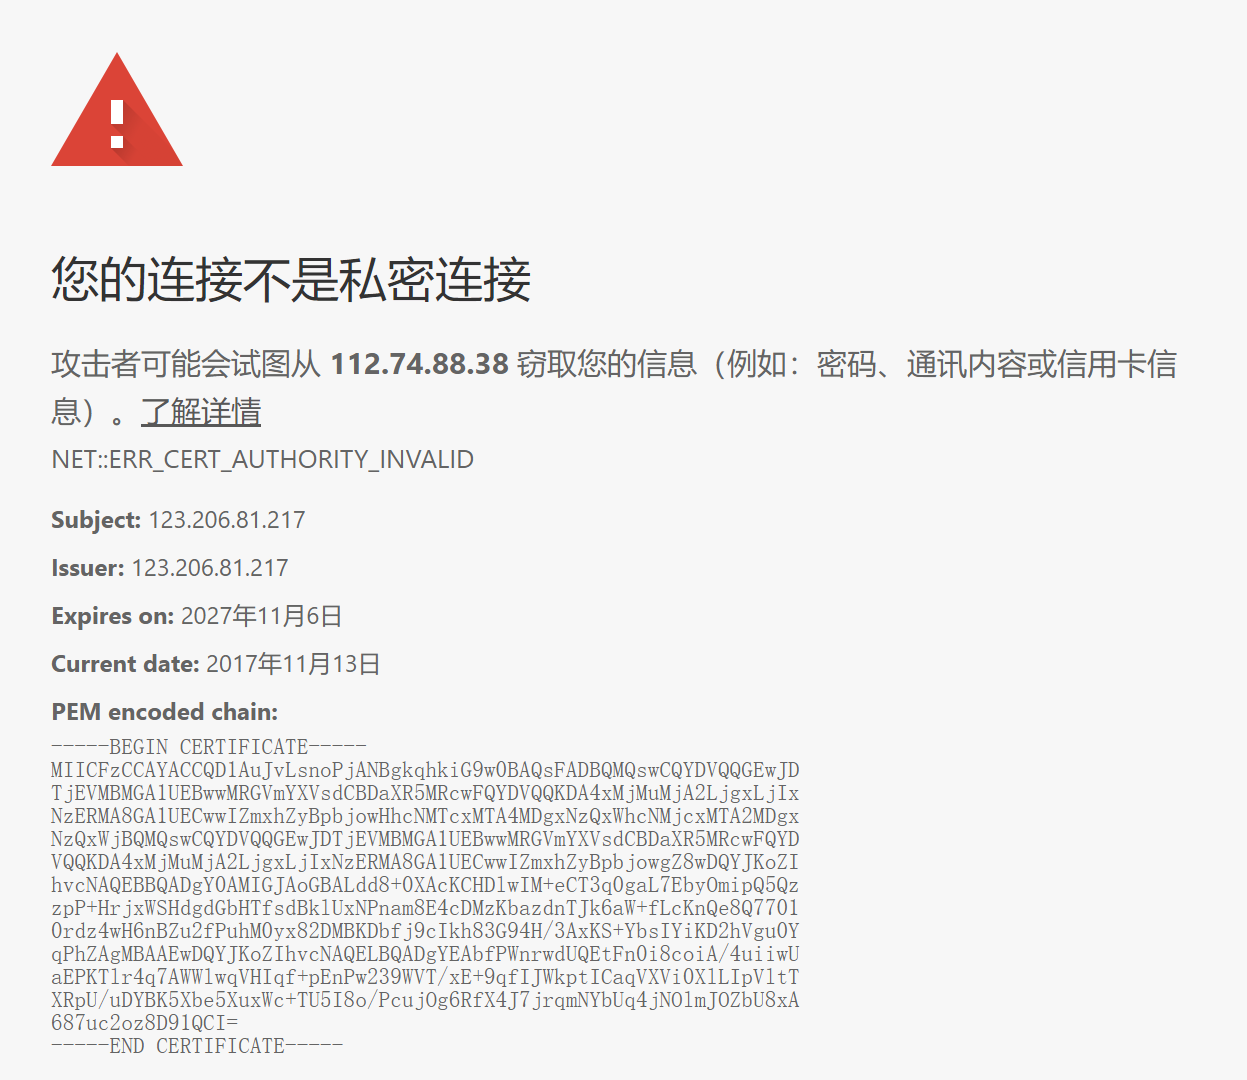 您的连接不是私密连接
攻击者可能会试图从 112.74.88.38 窃取您的信息（例如：密码、通讯内容或信用卡信
息）。了解详情
NET::ERR_CERT_AUTHORITY_INVALID
Subject: 123.206.81.217
Issuer: 123.206.81.217
Expires on: 2027年11月6日
Current date: 2017年11月13日
PEM encoded chain:
-----BEGIN CERTIFICATE-----
MIICFzCCAYACCQD1AuJvLsnoPjANBgkqhkiG9w0BAQsFADBQMQswCQYDVQQGEwJD
TjEVMBMGA1UEBwwMRGVmYXVsdCBDaXR5MRcwFQYDVQQKDA4xMjMuMjA2LjgxLjIx
NzERMA8GA1UECwwIZmxhZyBpbjowHhcNMTcxMTA4MDgxNzQxWhcNMjcxMTA2MDgx
NzQxWjBQMQswCQYDVQQGEwJDTjEVMBMGA1UEBwwMRGVmYXVsdCBDaXR5MRcwFQYD
VQQKDA4xMjMuMjA2LjgxLjIxNzERMA8GA1UECwwIZmxhZyBpbjowgZ8wDQYJKoZI
hvcNAQEBBQADgY0AMIGJAoGBALdd8+0XAcKCHDlwIM+eCT3q0gaL7EbyOmipQ5Qz
zpP+HrjxWSHdgdGbHTfsdBklUxNPnam8E4cDMzKbazdnTJk6aW+fLcKnQe8Q7701
0rdz4wH6nBZu2fPuhM0yx82DMBKDbfj9cIkh83G94H/3AxKS+YbsIYiKD2hVgu0Y
qPhZAgMBAAEwDQYJKoZIhvcNAQELBQADgYEAbfPWnrwdUQEtFn0i8coiA/4uiiwU
aEPKTlr4q7AWWlwqVHIqf+pEnPw239WVT/xE+9qfIJWkptICaqVXVi0XlLIpVltT
XRpU/uDYBK5Xbe5XuxWc+TU5I8o/PcujOg6RfX4J7jrqmNYbUq4jNOlmJOZbU8xA
687uc2oz8D91QCI=
-----END CERTIFICATE-----